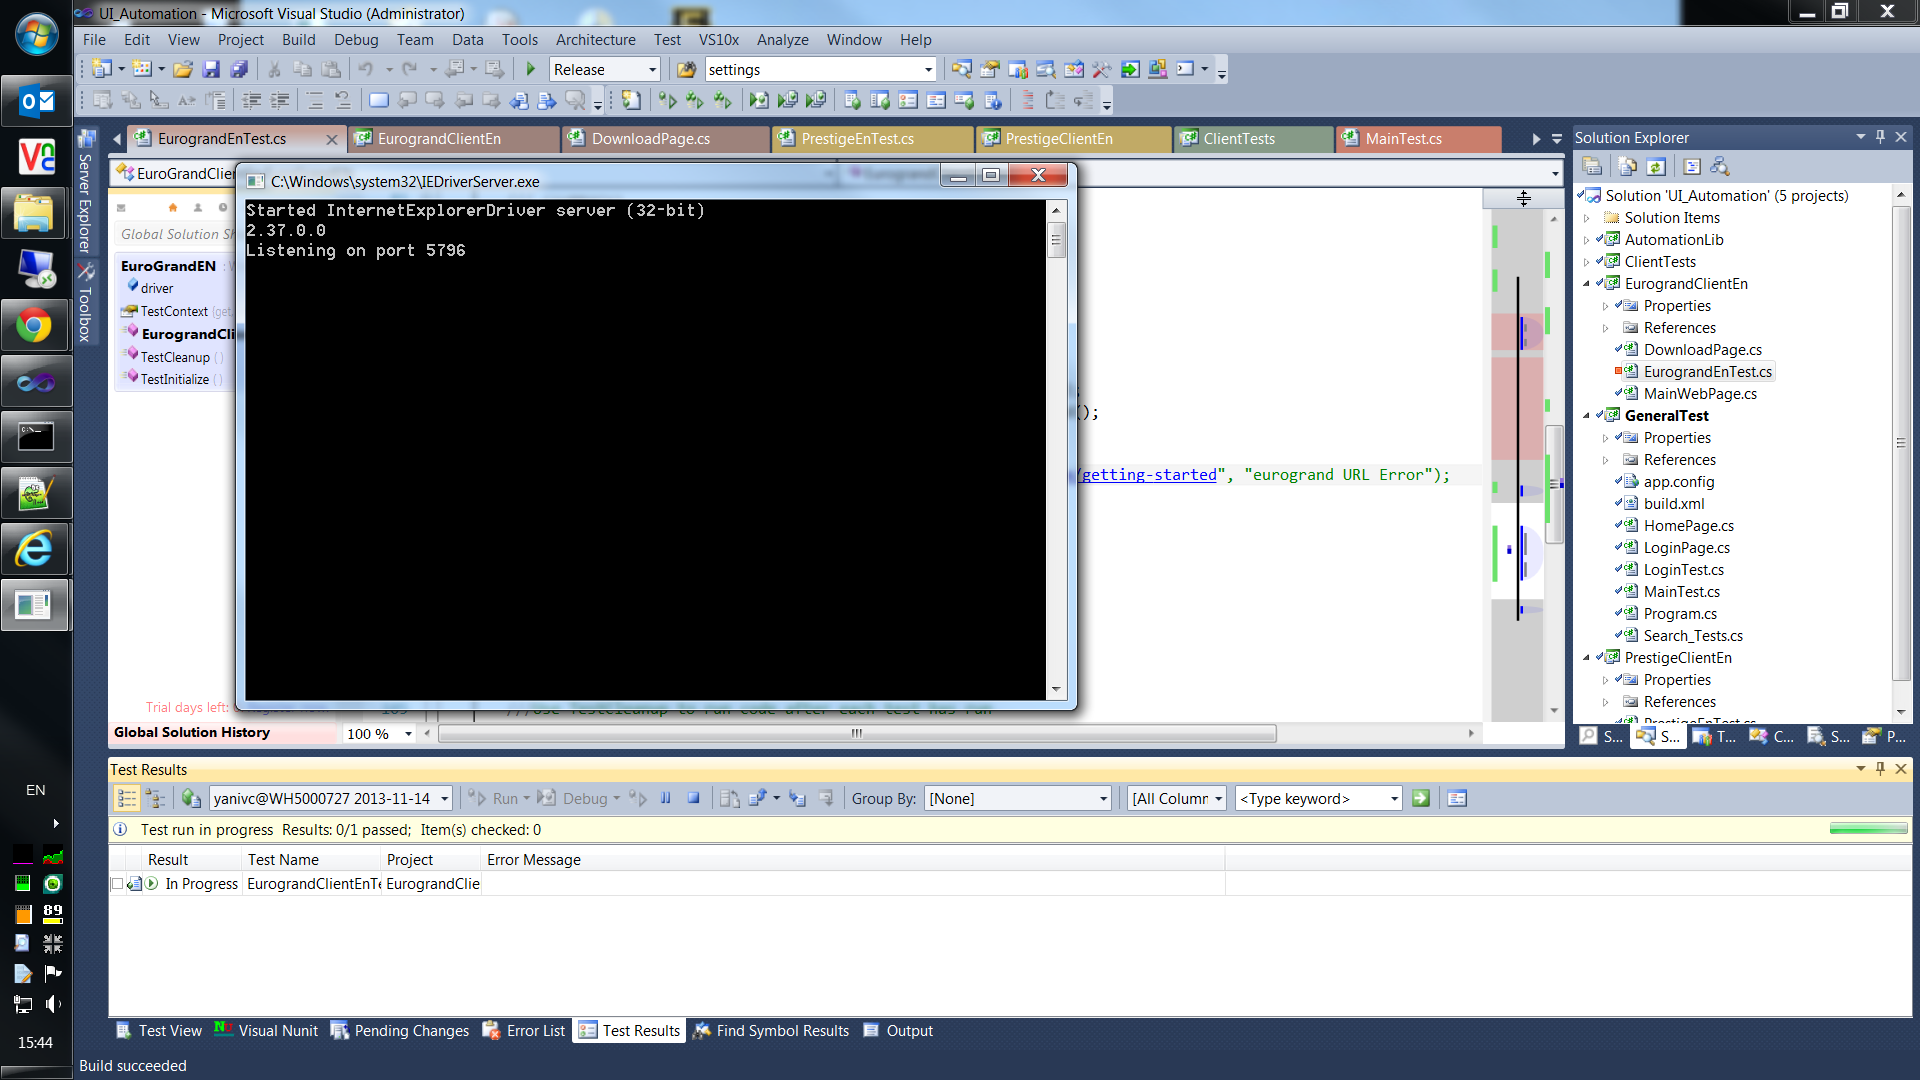 UI_Automation - Microsoft Visual Studio (Administrator)
File Edit View Project Build Debug Team Data Tools Architecture Test VS10x Analyze Window Help
Release settings
EurograndEnTest.cs EurograndClientEn DownloadPage.cs PrestigeEnTest.cs PrestigeClientEn ClientTests MainTest.cs
Server Explorer
Toolbox
EuroGrandClien
Global Solution Sh
EuroGrandEN
driver
TestContext (get,
EurograndClie
TestCleanup ( )
TestInitialize ( )
Trial days left:
Global Solution History
C:\Windows\system32\IEDriverServer.exe
Started InternetExplorerDriver server (32-bit)
2.37.0.0
Listening on port 5796
();
/getting-started", "eurogrand URL Error");
100 %
Solution Explorer
Solution 'UI_Automation' (5 projects)
Solution Items
AutomationLib
ClientTests
EurograndClientEn
Properties
References
DownloadPage.cs
EurograndEnTest.cs
MainWebPage.cs
GeneralTest
Properties
References
app.config
build.xml
HomePage.cs
LoginPage.cs
LoginTest.cs
MainTest.cs
Program.cs
Search_Tests.cs
PrestigeClientEn
Properties
References
PrestigeEnTest.cs
S... S... T... C... S... P...
Test Results
yanivc@WH5000727 2013-11-14 Run Debug Group By: [None] [All Column <Type keyword>
Test run in progress Results: 0/1 passed; Item(s) checked: 0
Result Test Name Project Error Message
In Progress EurograndClientEnTe EurograndClie
Test View Visual Nunit Pending Changes Error List Test Results Find Symbol Results Output
Build succeeded
EN
89
15:44